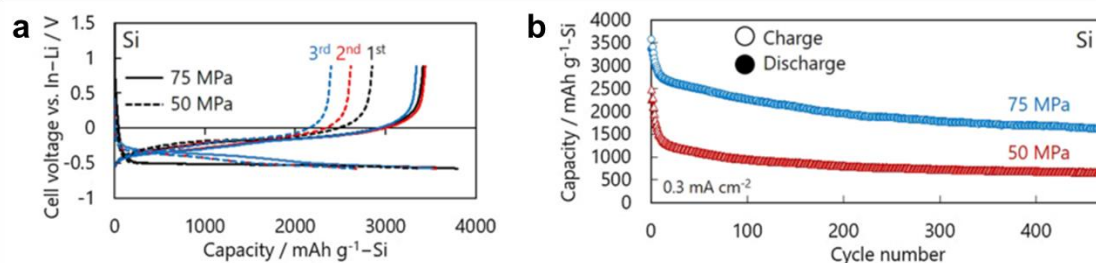 a
Cell voltage vs. In–Li / V
1.5
1
0.5
0
-0.5
-1
Si
3rd 2nd 1st
75 MPa
50 MPa
0 1000 2000 3000 4000
Capacity / mAh g-1–Si
b
Capacity / mAh g-1-Si
4000
3500
3000
2500
2000
1500
1000
500
0
Charge
Discharge
Si
75 MPa
50 MPa
0.3 mA cm-2
0 100 200 300 400
Cycle number